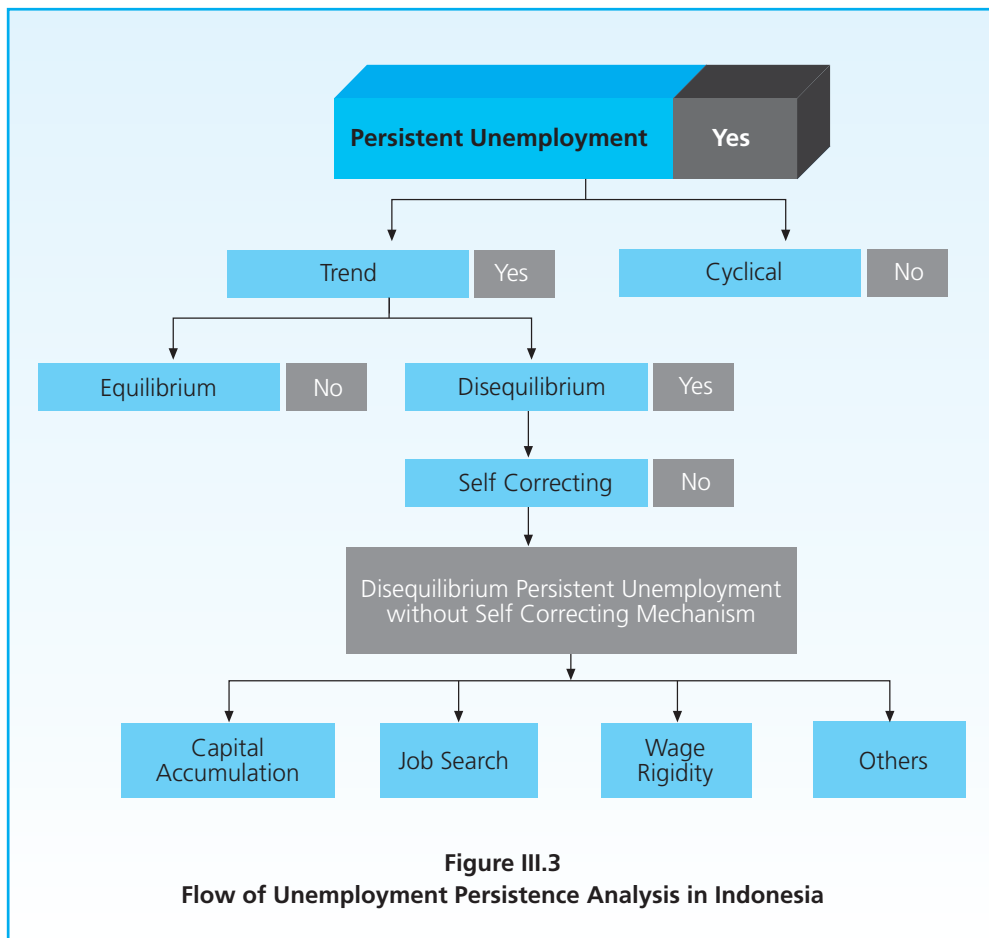 Persistent Unemployment Yes
Trend Yes Cyclical No
Equilibrium No Disequilibrium Yes
Self Correcting No
Disequilibrium Persistent Unemployment
without Self Correcting Mechanism
Capital
Accumulation
Job Search
Wage
Rigidity
Others
Figure III.3
Flow of Unemployment Persistence Analysis in Indonesia